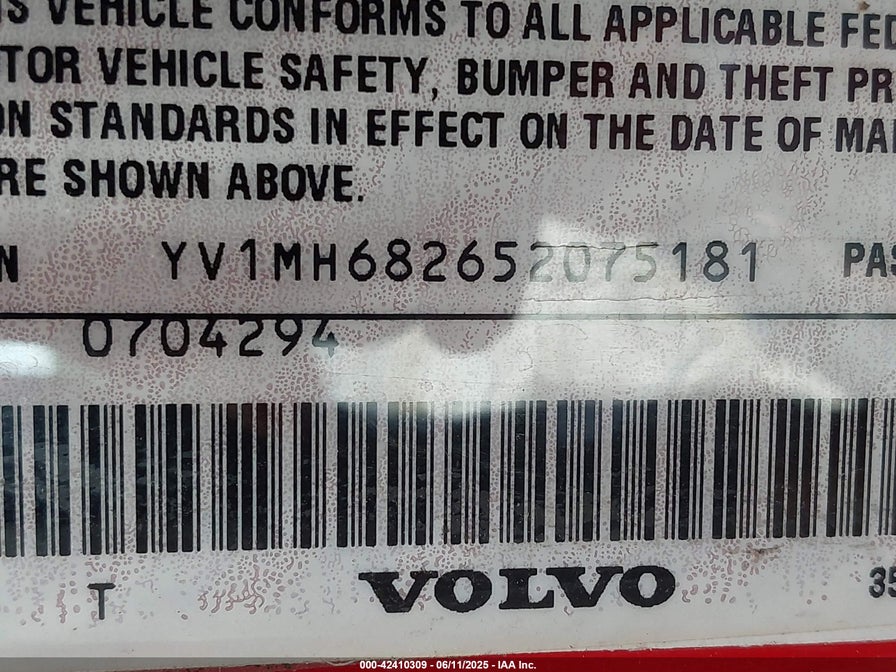 IS VEHICLE CONFORMS TO ALL APPLICABLE FED
TOR VEHICLE SAFETY, BUMPER AND THEFT PR
ON STANDARDS IN EFFECT ON THE DATE OF MA
RE SHOWN ABOVE.
N YV1MH682652075181 PAS
0704294
T VOLVO 35
000-42410309 - 06/11/2025 - IAA Inc.